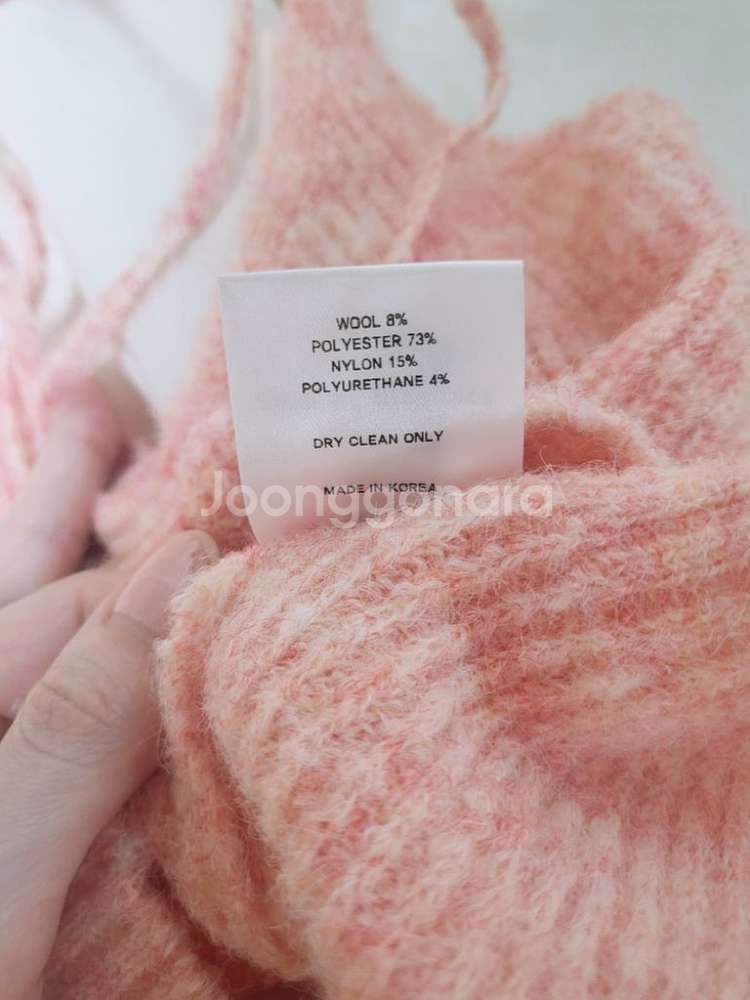 WOOL 8%
POLYESTER 73%
NYLON 15%
POLYURETHANE 4%
DRY CLEAN ONLY
MADE IN KOREA
Joonggonara